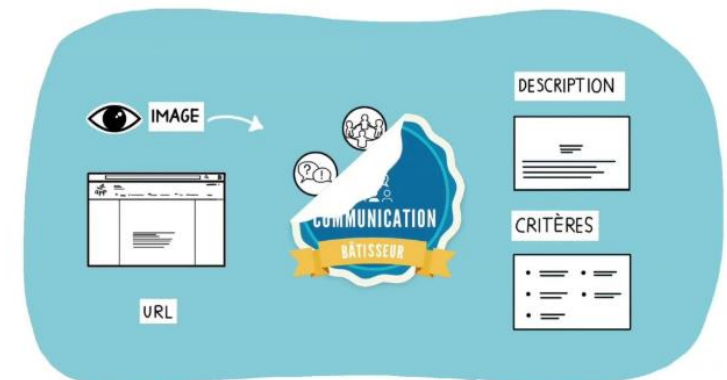 IMAGE
URL
COMMUNICATION
BÂTISSEUR
DESCRIPTION
CRITÈRES